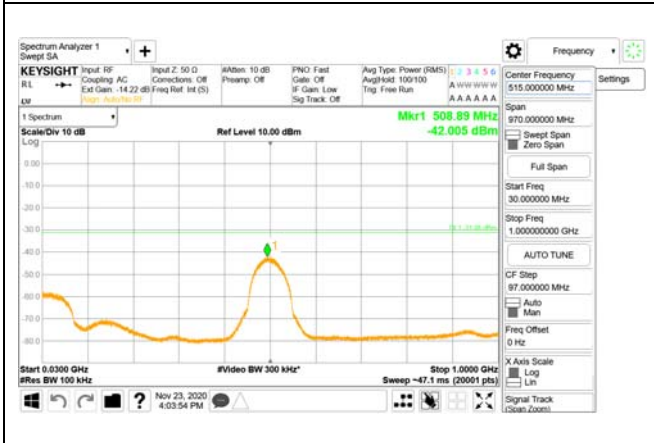 Spectrum Analyzer 1
Swept SA
+
Frequency
KEYSIGHT
Input: RF
Coupling: AC
Ext Gain: -14.22 dB
Align: Auto/No RF
Input Z: 50 Ω
Corrections: Off
Freq Ref: Int (S)
#Atten: 10 dB
Preamp: Off
PNO: Fast
Gate: Off
IF Gain: Low
Sig Track: Off
Avg Type: Power (RMS)
Avg|Hold: 100/100
Trig: Free Run
1 2 3 4 5 6
A W W W W W
A A A A A A
RL
1 Spectrum
Scale/Div 10 dB
Log
Ref Level 10.00 dBm
Mkr1 508.89 MHz
-42.005 dBm
0.00
-10.0
-20.0
-30.0
-40.0
-50.0
-60.0
-70.0
-80.0
1
Start 0.0300 GHz
#Res BW 100 kHz
#Video BW 300 kHz*
Stop 1.0000 GHz
Sweep ~47.1 ms (20001 pts)
Nov 23, 2020
4:03:54 PM
?
Center Frequency
515.000000 MHz
Settings
Span
970.000000 MHz
Swept Span
Zero Span
Full Span
Start Freq
30.000000 MHz
Stop Freq
1.000000000 GHz
AUTO TUNE
CF Step
97.000000 MHz
Auto
Man
Freq Offset
0 Hz
X Axis Scale
Log
Lin
Signal Track
(Span Zoom)